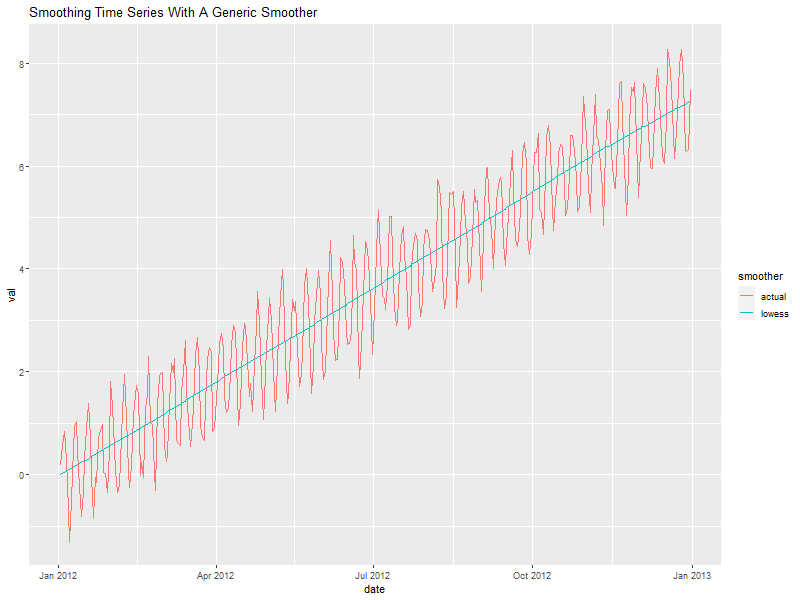 Smoothing Time Series With A Generic Smoother
8
6
4
2
0
val
Jan 2012
Apr 2012
Jul 2012
Oct 2012
Jan 2013
date
smoother
actual
lowess